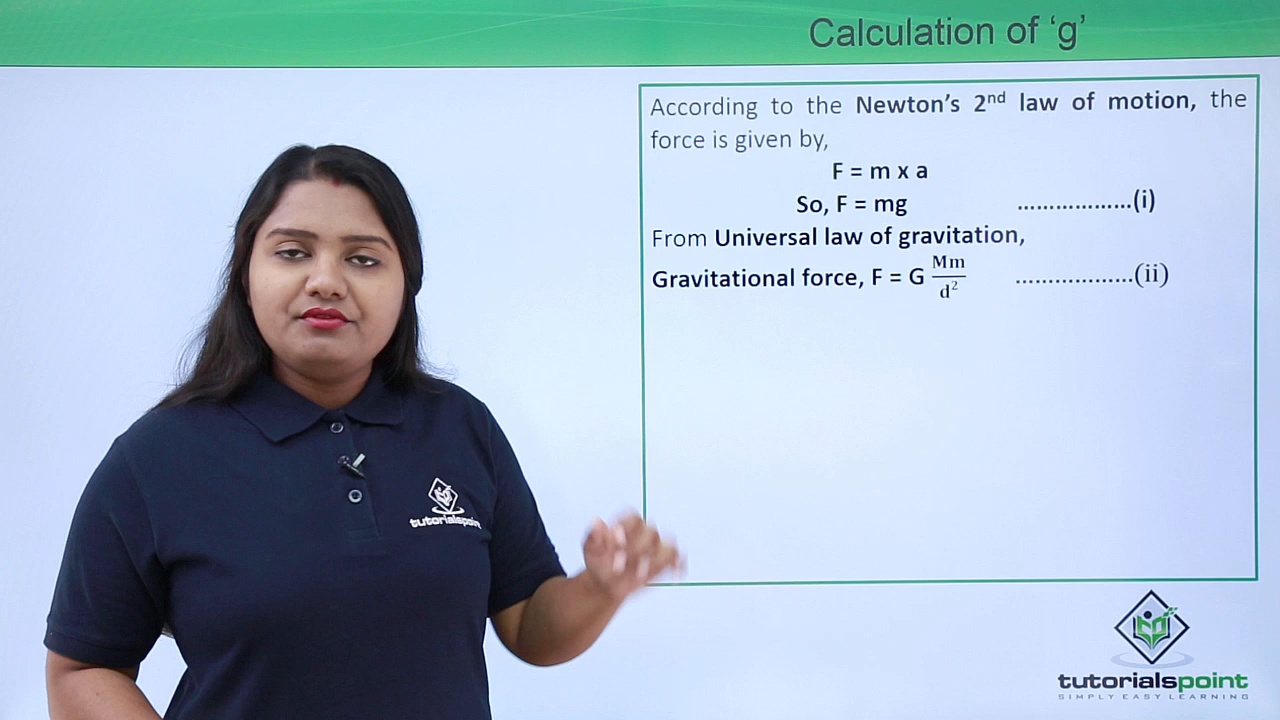 Calculation of ‘g’
According to the Newton’s 2nd law of motion, the
force is given by,
F = m x a
So, F = mg ..................(i)
From Universal law of gravitation,
Gravitational force, F = G Mm/d² ..................(ii)
tutorialspoint
tutorialspoint
SIMPLY EASY LEARNING